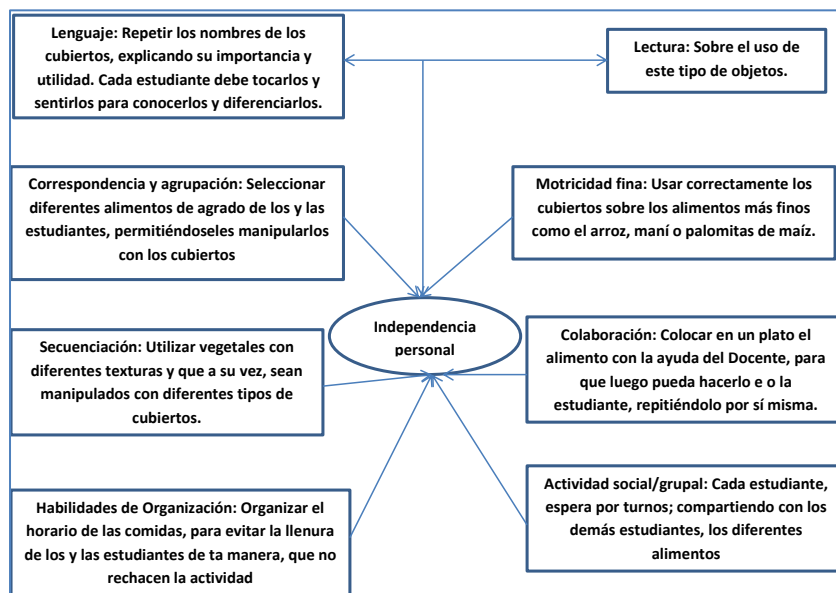 Lenguaje: Repetir los nombres de los
cubiertos, explicando su importancia y
utilidad. Cada estudiante debe tocarlos y
sentirlos para conocerlos y diferenciarlos.
Lectura: Sobre el uso de
este tipo de objetos.
Correspondencia y agrupación: Seleccionar
diferentes alimentos de agrado de los y las
estudiantes, permitiéndoseles manipularlos
con los cubiertos
Motricidad fina: Usar correctamente los
cubiertos sobre los alimentos más finos
como el arroz, maní o palomitas de maíz.
Independencia
personal
Secuenciación: Utilizar vegetales con
diferentes texturas y que a su vez, sean
manipulados con diferentes tipos de
cubiertos.
Colaboración: Colocar en un plato el
alimento con la ayuda del Docente, para
que luego pueda hacerlo e o la
estudiante, repitiéndolo por sí misma.
Habilidades de Organización: Organizar el
horario de las comidas, para evitar la llenura
de los y las estudiantes de ta manera, que no
rechacen la actividad
Actividad social/grupal: Cada estudiante,
espera por turnos; compartiendo con los
demás estudiantes, los diferentes
alimentos